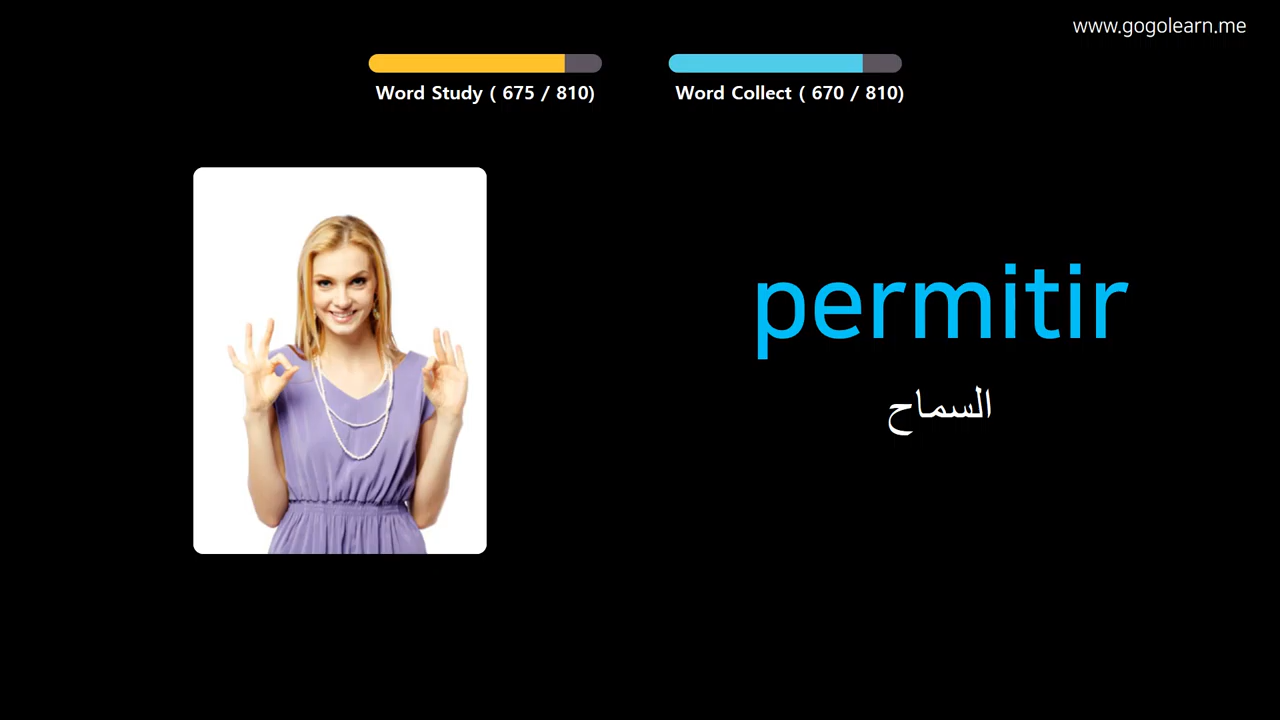 www.gogolearn.me
Word Study ( 675 / 810)
Word Collect ( 670 / 810)
permitir
السماح